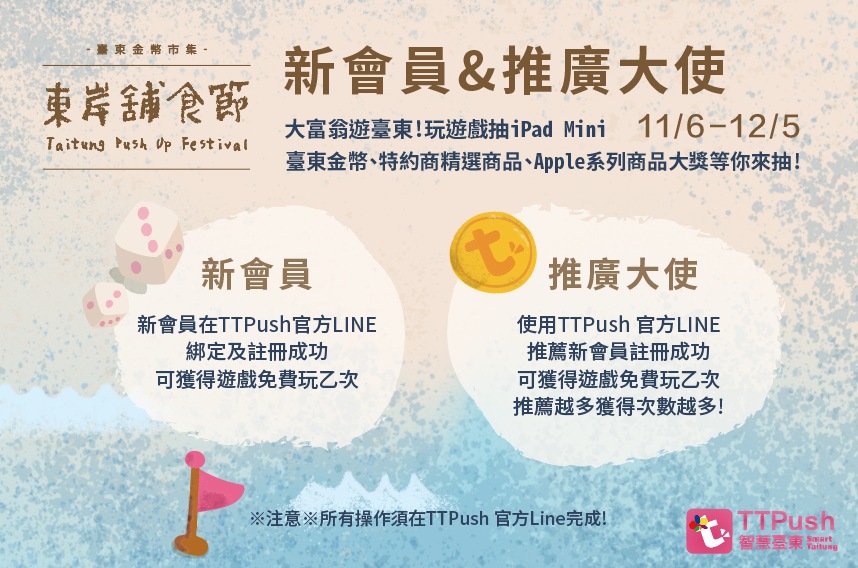 -臺東金幣市集-
東岸舖食節
Taitung Push Up Festival
新會員&推廣大使
大富翁遊臺東!玩遊戲抽iPad Mini 11/6-12/5
臺東金幣、特約商精選商品、Apple系列商品大獎等你來抽!
新會員
新會員在TTPush官方LINE
綁定及註冊成功
可獲得遊戲免費玩乙次
推廣大使
使用TTPush 官方LINE
推薦新會員註冊成功
可獲得遊戲免費玩乙次
推薦越多獲得次數越多!
※注意※所有操作須在TTPush 官方Line完成!
TTPush
智慧臺東 Smart Taitung